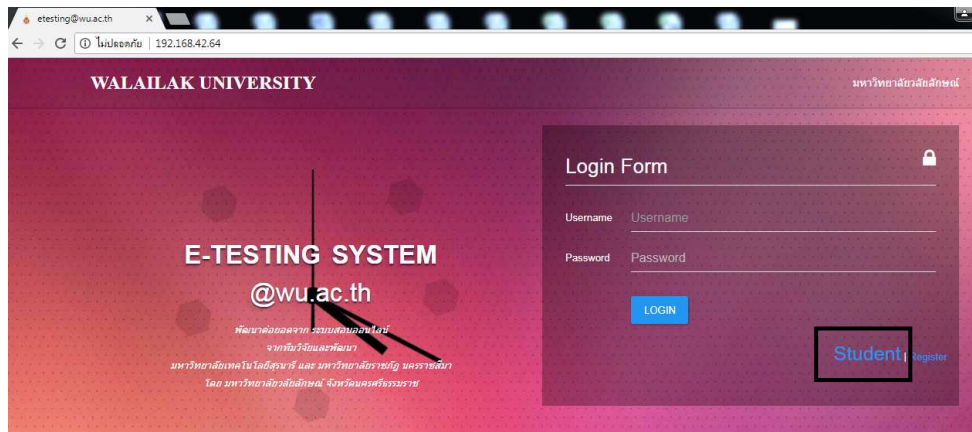 etesting@wu.ac.th
ไม่ปลอดภัย | 192.168.42.64
WALAILAK UNIVERSITY
มหาวิทยาลัยวลัยลักษณ์
Login Form
Username Username
Password Password
LOGIN
Student | Register
E-TESTING SYSTEM
@wu.ac.th
พัฒนาต่อยอดจาก ระบบสอบออนไลน์
จากทีมวิจัยและพัฒนา
มหาวิทยาลัยเทคโนโลยีสุรนารี และ มหาวิทยาลัยราชภัฏ นครราชสีมา
โดย มหาวิทยาลัยวลัยลักษณ์ จังหวัดนครศรีธรรมราช